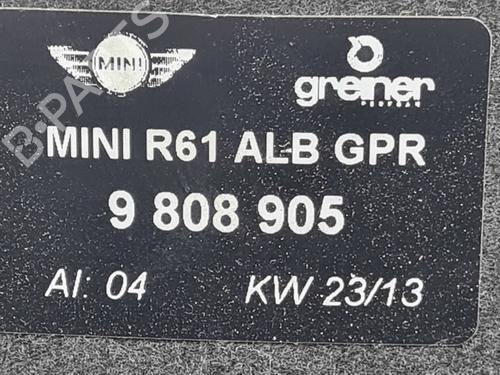 MINI
greiner
MINI R61 ALB GPR
9 808 905
AI: 04 KW 23/13
B-PARTS